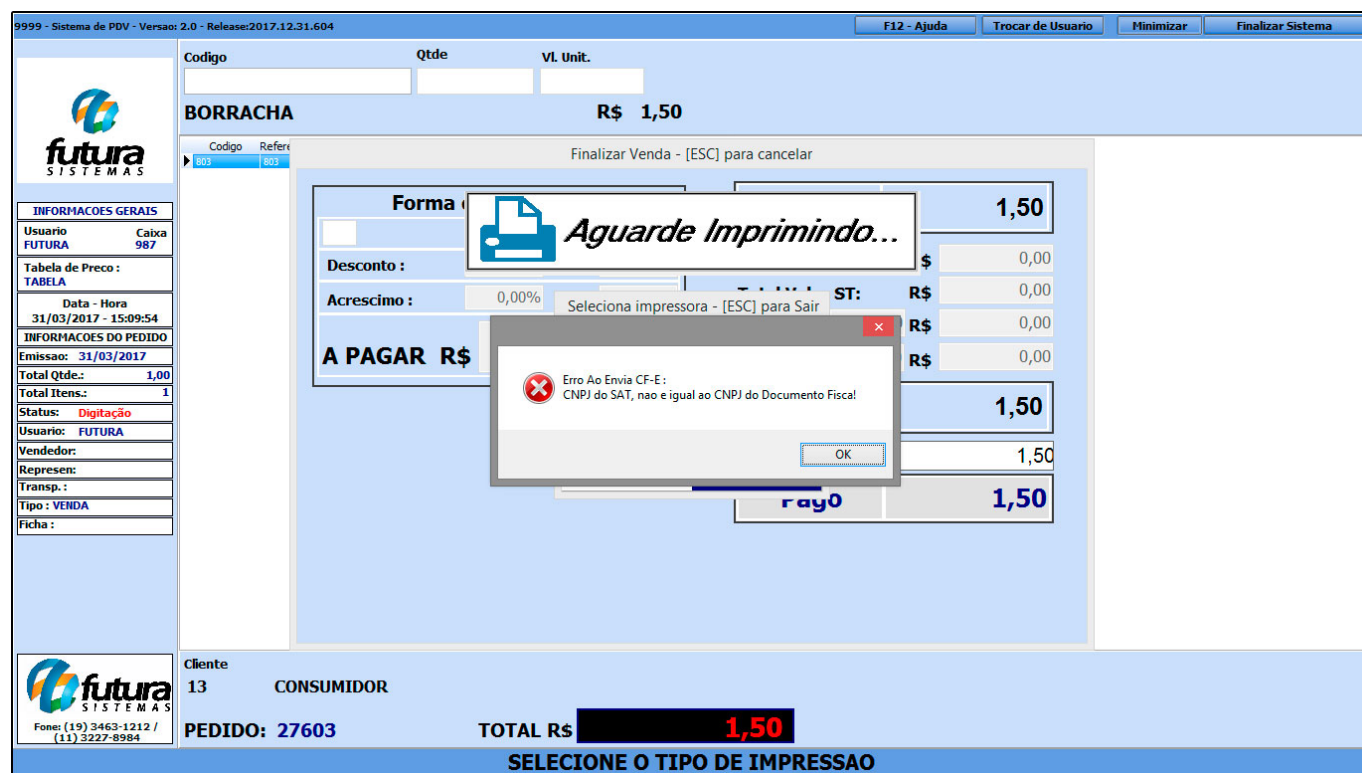 9999 - Sistema de PDV - Versao: 2.0 - Release:2017.12.31.604
F12 - Ajuda
Trocar de Usuario
Minimizar
Finalizar Sistema
Codigo
Qtde
Vl. Unit.
BORRACHA
R$ 1,50
futura
SISTEMAS
Codigo
803
803
Finalizar Venda - [ESC] para cancelar
Forma
1,50
Aguarde Imprimindo...
Desconto :
$ 0,00
Acrescimo :
0,00%
ST:
R$ 0,00
Seleciona impressora - [ESC] para Sair
R$ 0,00
A PAGAR R$
R$ 0,00
Erro Ao Envia CF-E :
CNPJ do SAT, nao e igual ao CNPJ do Documento Fisca!
OK
1,50
1,50
Pago
1,50
INFORMACOES GERAIS
Usuario
Caixa
FUTURA
987
Tabela de Preco :
TABELA
Data - Hora
31/03/2017 - 15:09:54
INFORMACOES DO PEDIDO
Emissao: 31/03/2017
Total Qtde.: 1,00
Total Itens.: 1
Status: Digitação
Usuario: FUTURA
Vendedor:
Represen:
Transp. :
Tipo : VENDA
Ficha :
futura
SISTEMAS
Fone: (19) 3463-1212 /
(11) 3227-8984
Cliente
13 CONSUMIDOR
PEDIDO: 27603
TOTAL R$ 1,50
SELECIONE O TIPO DE IMPRESSAO